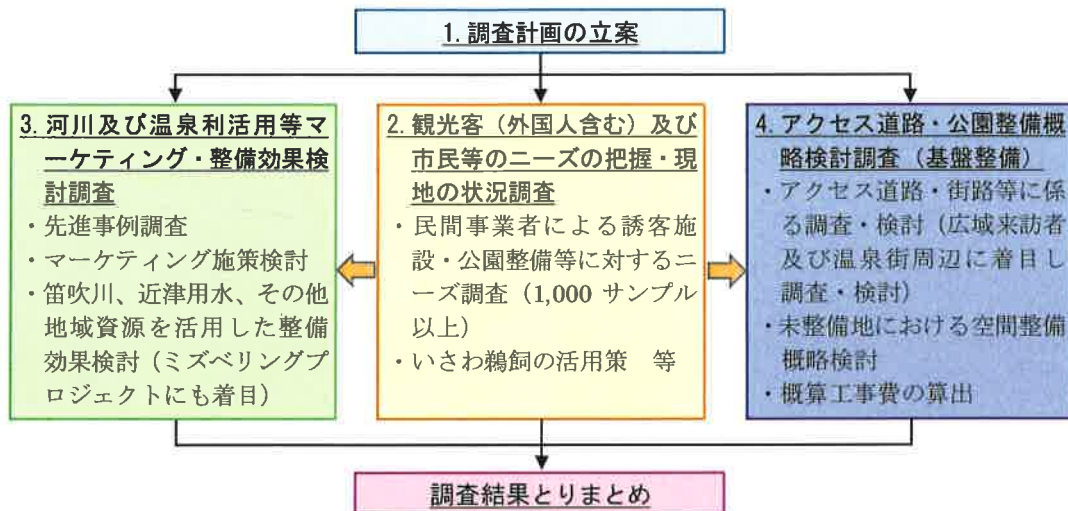 1. 調査計画の立案
3. 河川及び温泉利活用等マ
ーケティング・整備効果検
討調査
・先進事例調査
・マーケティング施策検討
・笛吹川、近津用水、その他
地域資源を活用した整備
効果検討（ミズベリングプ
ロジェクトにも着目）
2. 観光客（外国人含む）及び
市民等のニーズの把握・現
地の状況調査
・民間事業者による誘客施
設・公園整備等に対するニ
ーズ調査（1,000 サンプル
以上）
・いさわ鵜飼の活用策　等
4. アクセス道路・公園整備概
略検討調査（基盤整備）
・アクセス道路・街路等に係
る調査・検討（広域来訪者
及び温泉街周辺に着目し
調査・検討）
・未整備地における空間整備
概略検討
・概算工事費の算出
調査結果とりまとめ